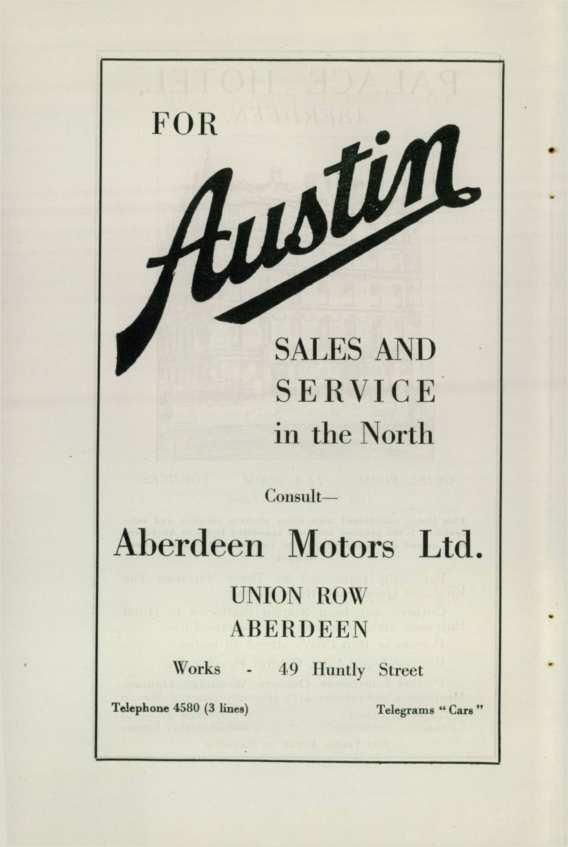 FOR
Austin
SALES AND
SERVICE
in the North
Consult—
Aberdeen Motors Ltd.
UNION ROW
ABERDEEN
Works - 49 Huntly Street
Telephone 4580 (3 lines) Telegrams "Cars"